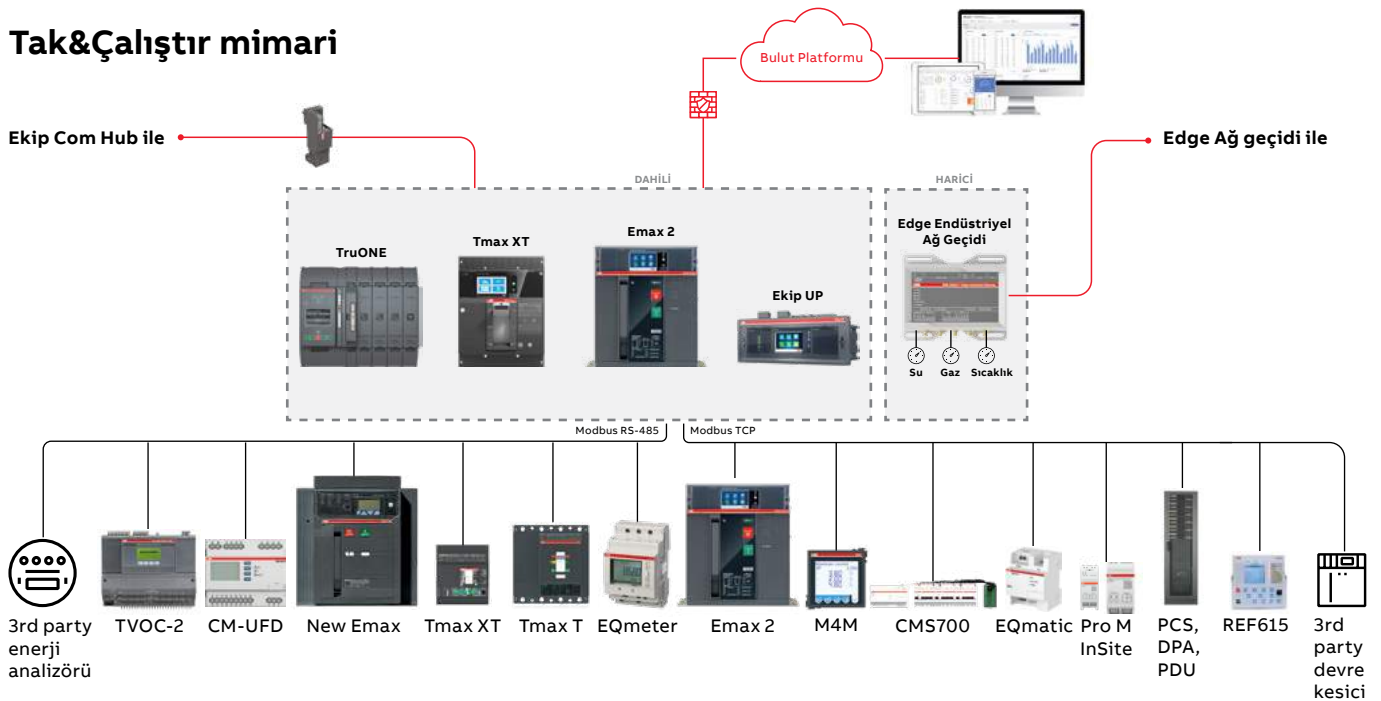 Tak&Çalıştır mimari
Bulut Platformu
Ekip Com Hub ile
Edge Ağ geçidi ile
DAHİLİ
HARİCİ
TruONE
Tmax XT
Emax 2
Ekip UP
Edge Endüstriyel
Ağ Geçidi
Su
Gaz
Sıcaklık
Modbus RS-485
Modbus TCP
3rd party
enerji
analizörü
TVOC-2
CM-UFD
New Emax
Tmax XT
Tmax T
EQmeter
Emax 2
M4M
CMS700
EQmatic
Pro M
InSite
PCS,
DPA,
PDU
REF615
3rd
party
devre
kesici